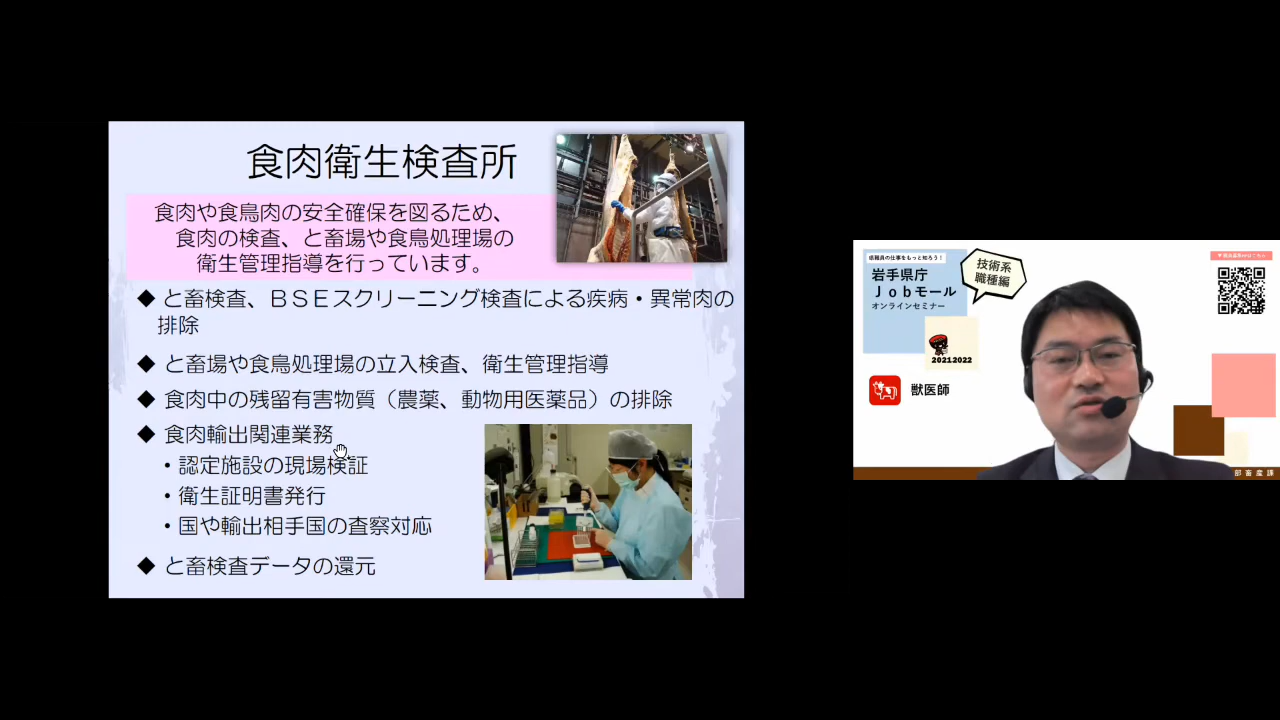 食肉衛生検査所
食肉や食鳥肉の安全確保を図るため、
食肉の検査、と畜場や食鳥処理場の
衛生管理指導を行っています。
◆ と畜検査、ＢＳＥスクリーニング検査による疾病・異常肉の
排除
◆ と畜場や食鳥処理場の立入検査、衛生管理指導
◆ 食肉中の残留有害物質（農薬、動物用医薬品）の排除
◆ 食肉輸出関連業務
・認定施設の現場検証
・衛生証明書発行
・国や輸出相手国の査察対応
◆ と畜検査データの還元
県職員の仕事をもっと知ろう！
岩手県庁
Ｊｏｂモール
オンラインセミナー
技術系
職種編
2021.2022
獣医師
部畜産課